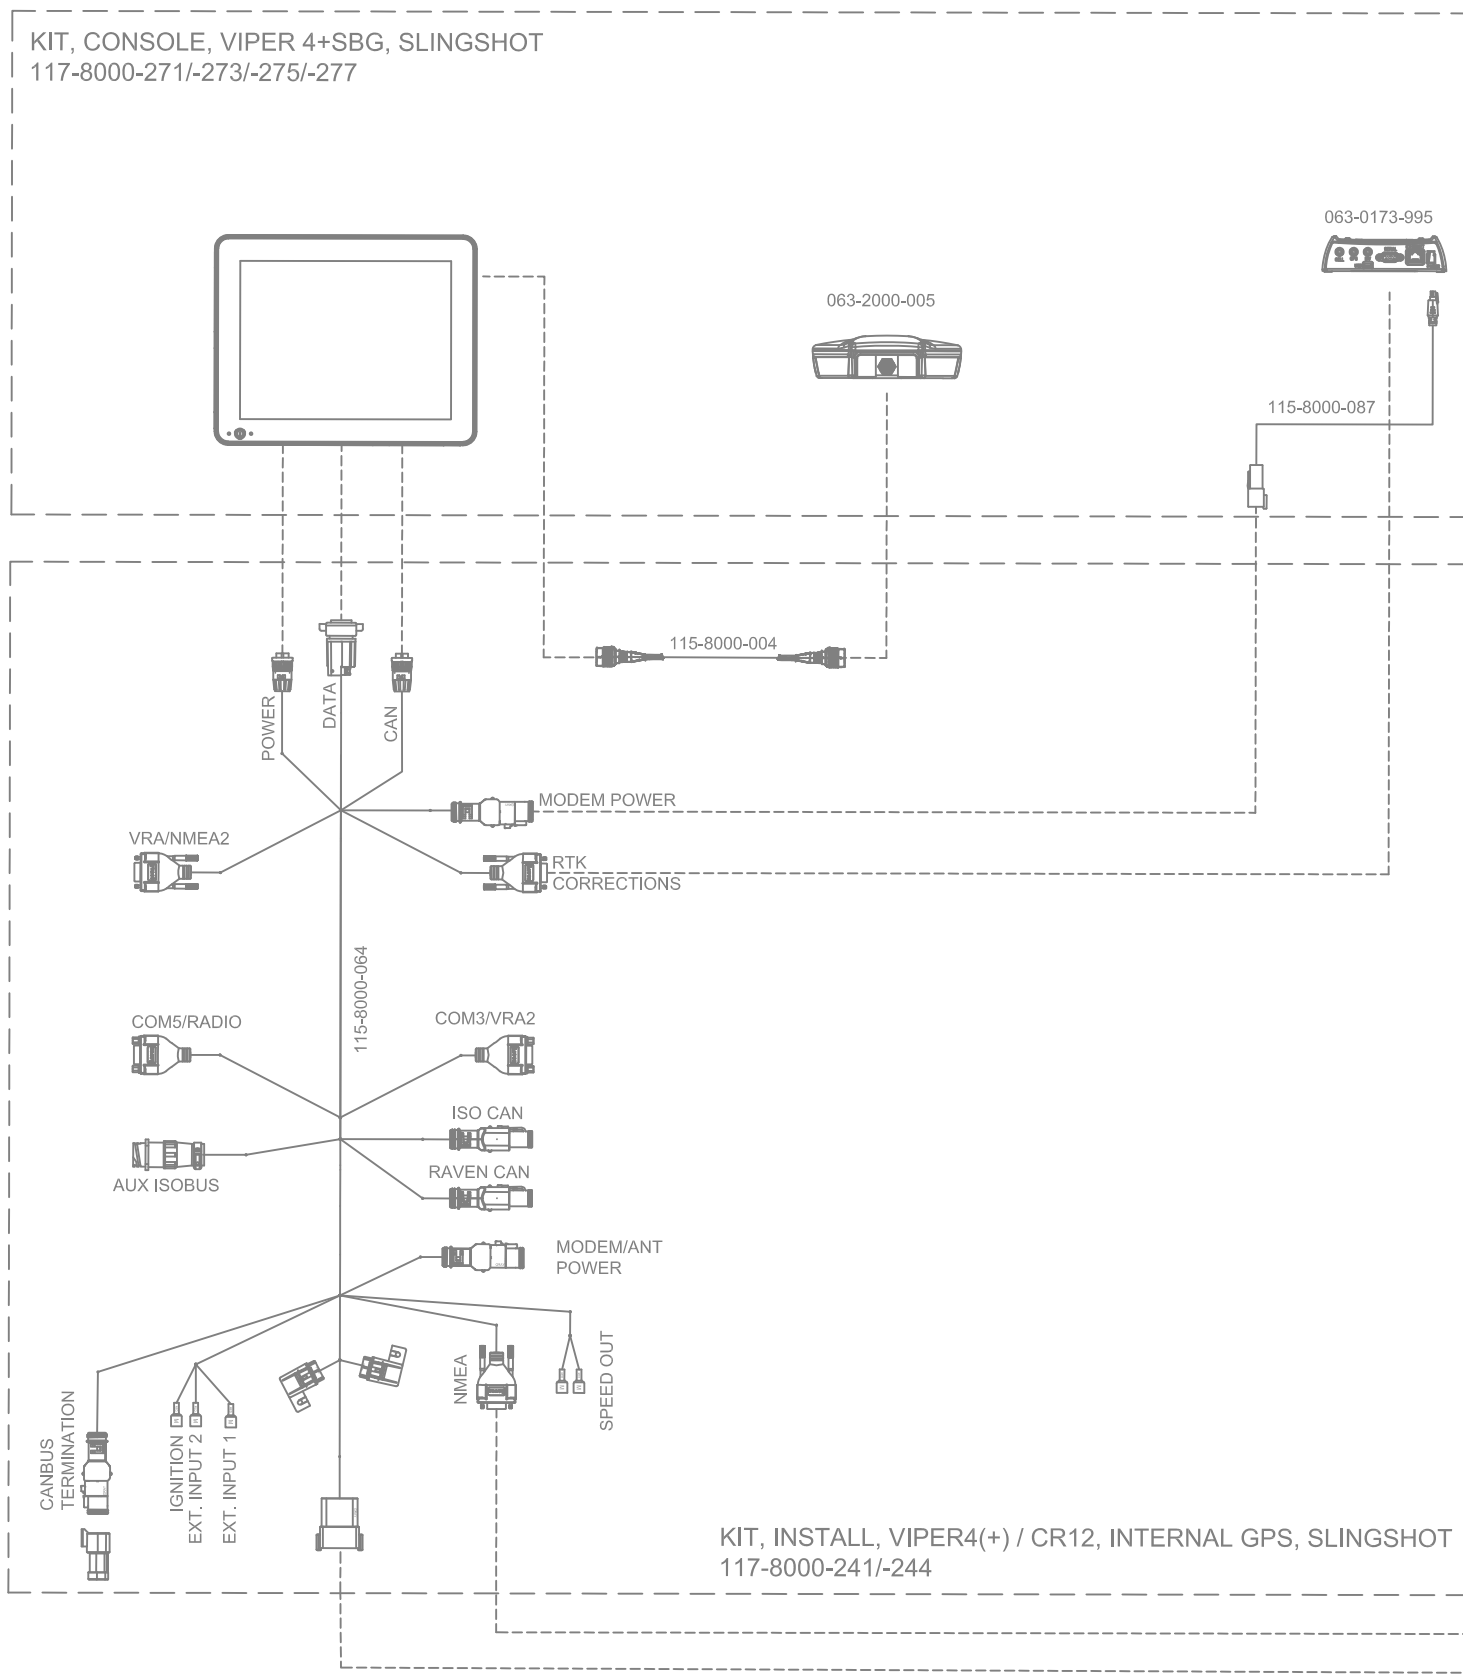 KIT, CONSOLE, VIPER 4+SBG, SLINGSHOT
117-8000-271/-273/-275/-277
063-0173-995
063-2000-005
115-8000-087
115-8000-004
POWER
DATA
CAN
MODEM POWER
VRA/NMEA2
RTK
CORRECTIONS
115-8000-064
COM5/RADIO
COM3/VRA2
ISO CAN
RAVEN CAN
AUX ISOBUS
MODEM/ANT
POWER
NMEA
SPEED OUT
CANBUS
TERMINATION
IGNITION
EXT. INPUT 2
EXT. INPUT 1
KIT, INSTALL, VIPER4(+) / CR12, INTERNAL GPS, SLINGSHOT
117-8000-241/-244